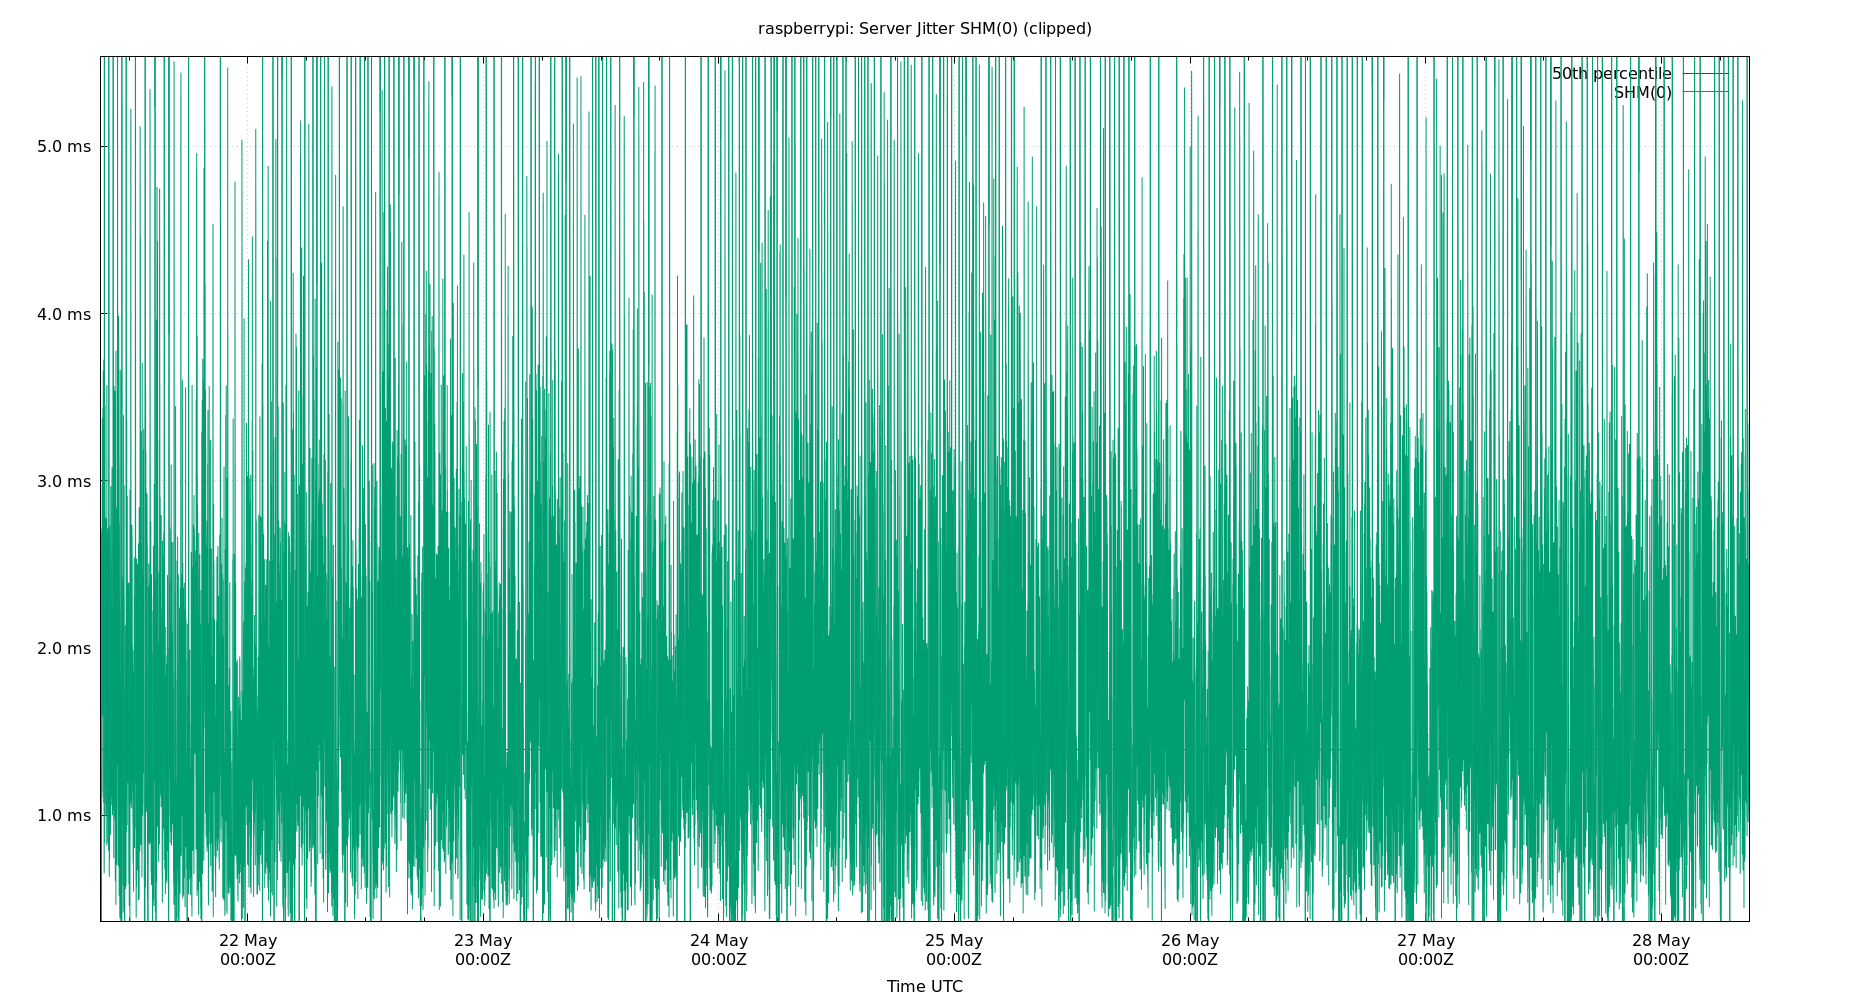 raspberrypi: Server Jitter SHM(0) (clipped)
50th percentile
SHM(0)
5.0 ms
4.0 ms
3.0 ms
2.0 ms
1.0 ms
22 May 23 May 24 May 25 May 26 May 27 May 28 May
00:00Z 00:00Z 00:00Z 00:00Z 00:00Z 00:00Z 00:00Z
Time UTC